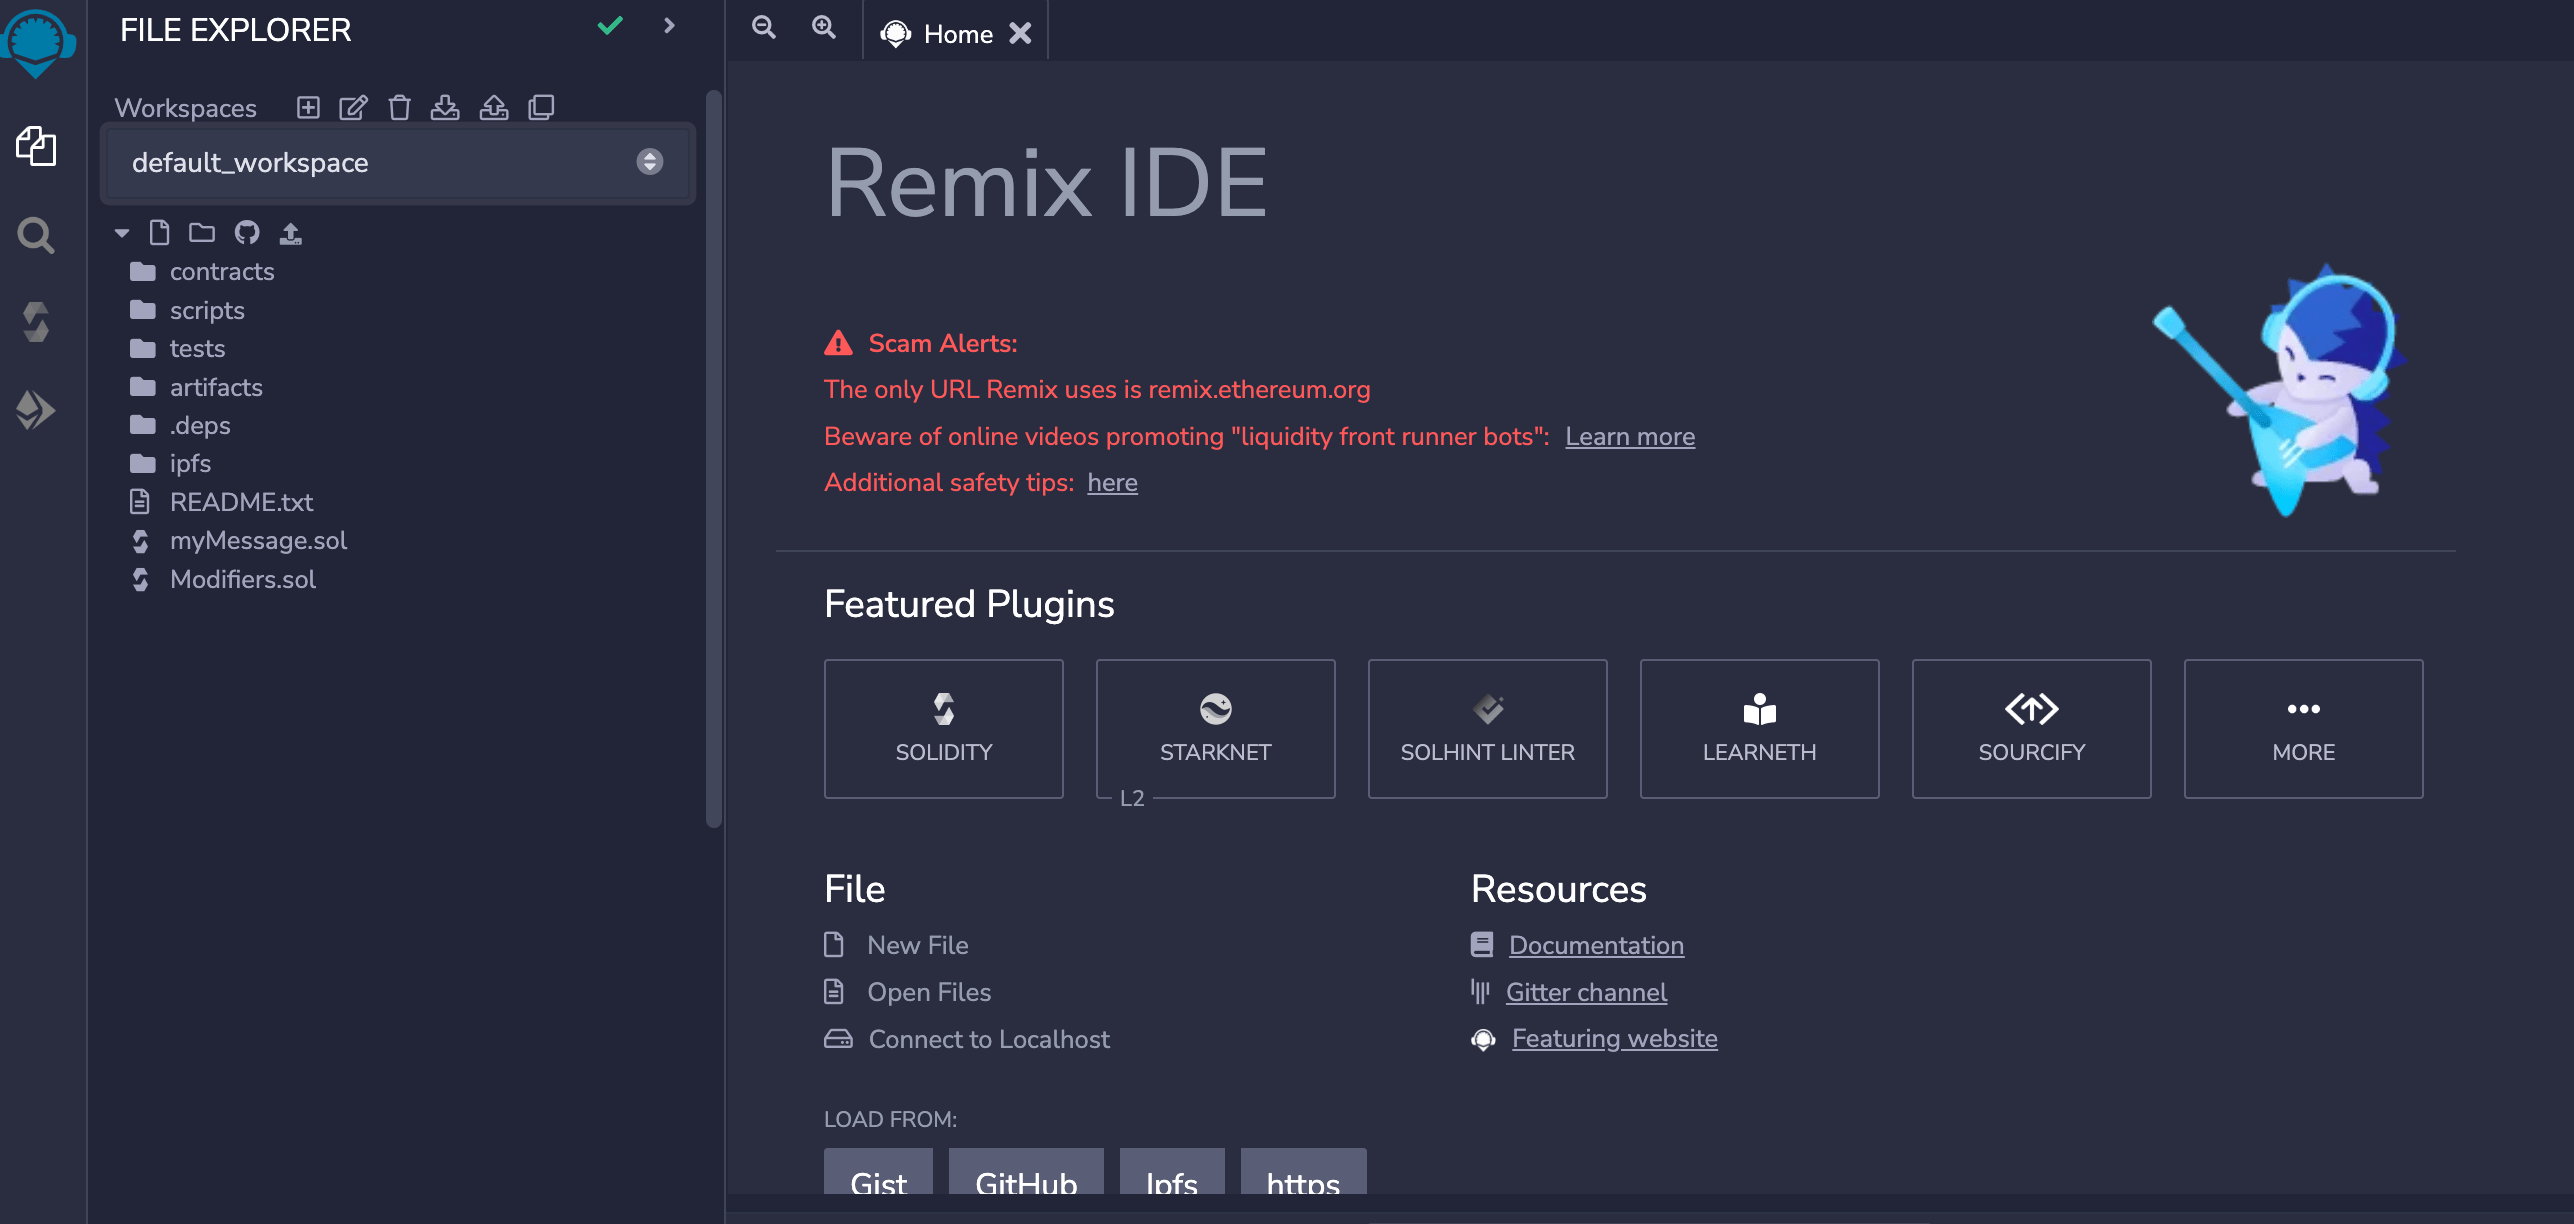 FILE EXPLORER
Workspaces
default_workspace
contracts
scripts
tests
artifacts
.deps
ipfs
README.txt
myMessage.sol
Modifiers.sol
Home
Remix IDE
Scam Alerts:
The only URL Remix uses is remix.ethereum.org
Beware of online videos promoting "liquidity front runner bots": Learn more
Additional safety tips: here
Featured Plugins
SOLIDITY
STARKNET
L2
SOLHINT LINTER
LEARNETH
SOURCIFY
MORE
File
New File
Open Files
Connect to Localhost
LOAD FROM:
Gist GitHub Ipfs https
Resources
Documentation
Gitter channel
Featuring website